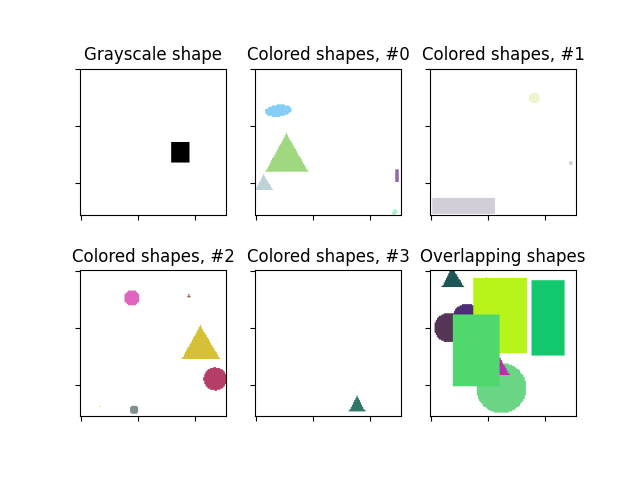 Grayscale shape
Colored shapes, #0
Colored shapes, #1
Colored shapes, #2
Colored shapes, #3
Overlapping shapes